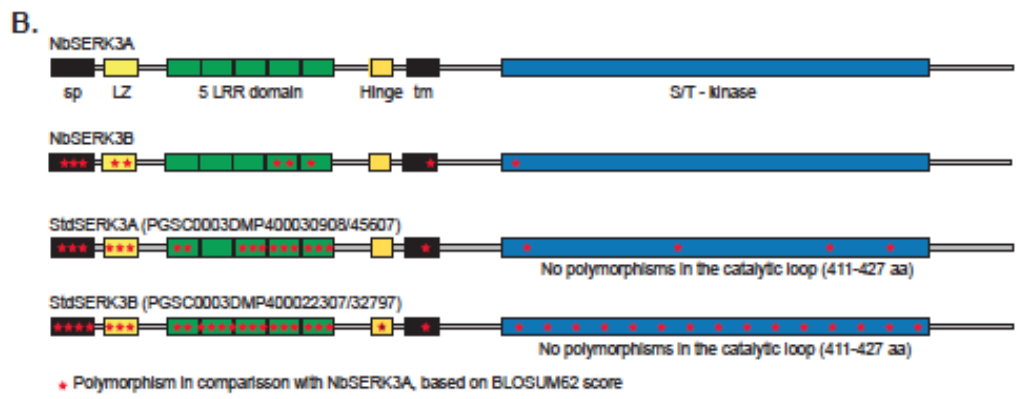 B.
NbSERK3A
sp LZ 5 LRR domain Hinge tm S/T - kinase
NbSERK3B
StdSERK3A (PGSC0003DMP400030908/45607)
No polymorphisms in the catalytic loop (411-427 aa)
StdSERK3B (PGSC0003DMP400022307/32797)
No polymorphisms in the catalytic loop (411-427 aa)
★ Polymorphism in comparisson with NbSERK3A, based on BLOSUM62 score